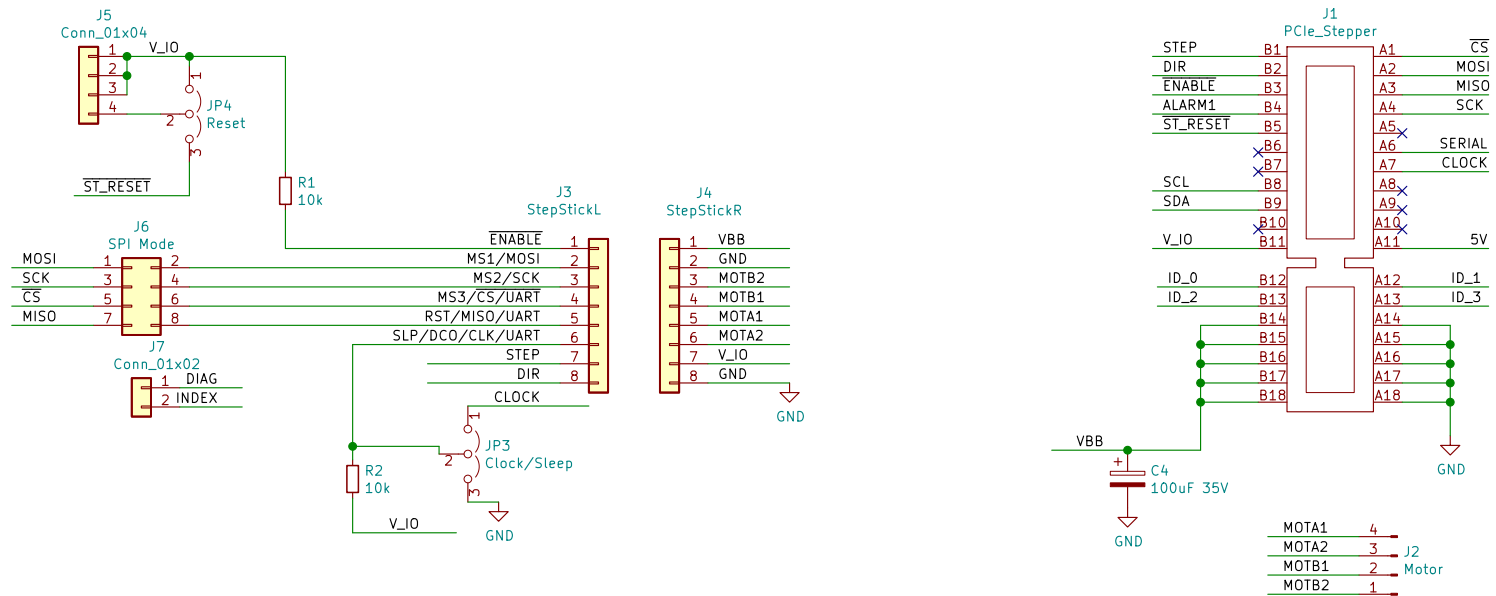 J5
Conn_01x04
1
2
3
4
V_IO
1
2
3
JP4
Reset
ST_RESET
R1
10k
J6
SPI Mode
MOSI 1 2
SCK 3 4
CS 5 6
MISO 7 8
J7
Conn_01x02
1 DIAG
2 INDEX
J3
StepStickL
ENABLE 1
MS1/MOSI 2
MS2/SCK 3
MS3/CS/UART 4
RST/MISO/UART 5
SLP/DCO/CLK/UART 6
STEP 7
DIR 8
CLOCK
1
2
3
JP3
Clock/Sleep
GND
R2
10k
V_IO
J4
StepStickR
1 VBB
2 GND
3 MOTB2
4 MOTB1
5 MOTA1
6 MOTA2
7 V_IO
8 GND
GND
J1
PCIe_Stepper
STEP B1 A1 CS
DIR B2 A2 MOSI
ENABLE B3 A3 MISO
ALARM1 B4 A4 SCK
ST_RESET B5 A5
B6 A6 SERIAL
B7 A7 CLOCK
SCL B8 A8
SDA B9 A9
B10 A10
V_IO B11 A11 5V
ID_0 B12 A12 ID_1
ID_2 B13 A13 ID_3
B14 A14
B15 A15
B16 A16
B17 A17
B18 A18
VBB
+
C4
100uF 35V
GND
GND
MOTA1 4
MOTA2 3
MOTB1 2
MOTB2 1
J2
Motor